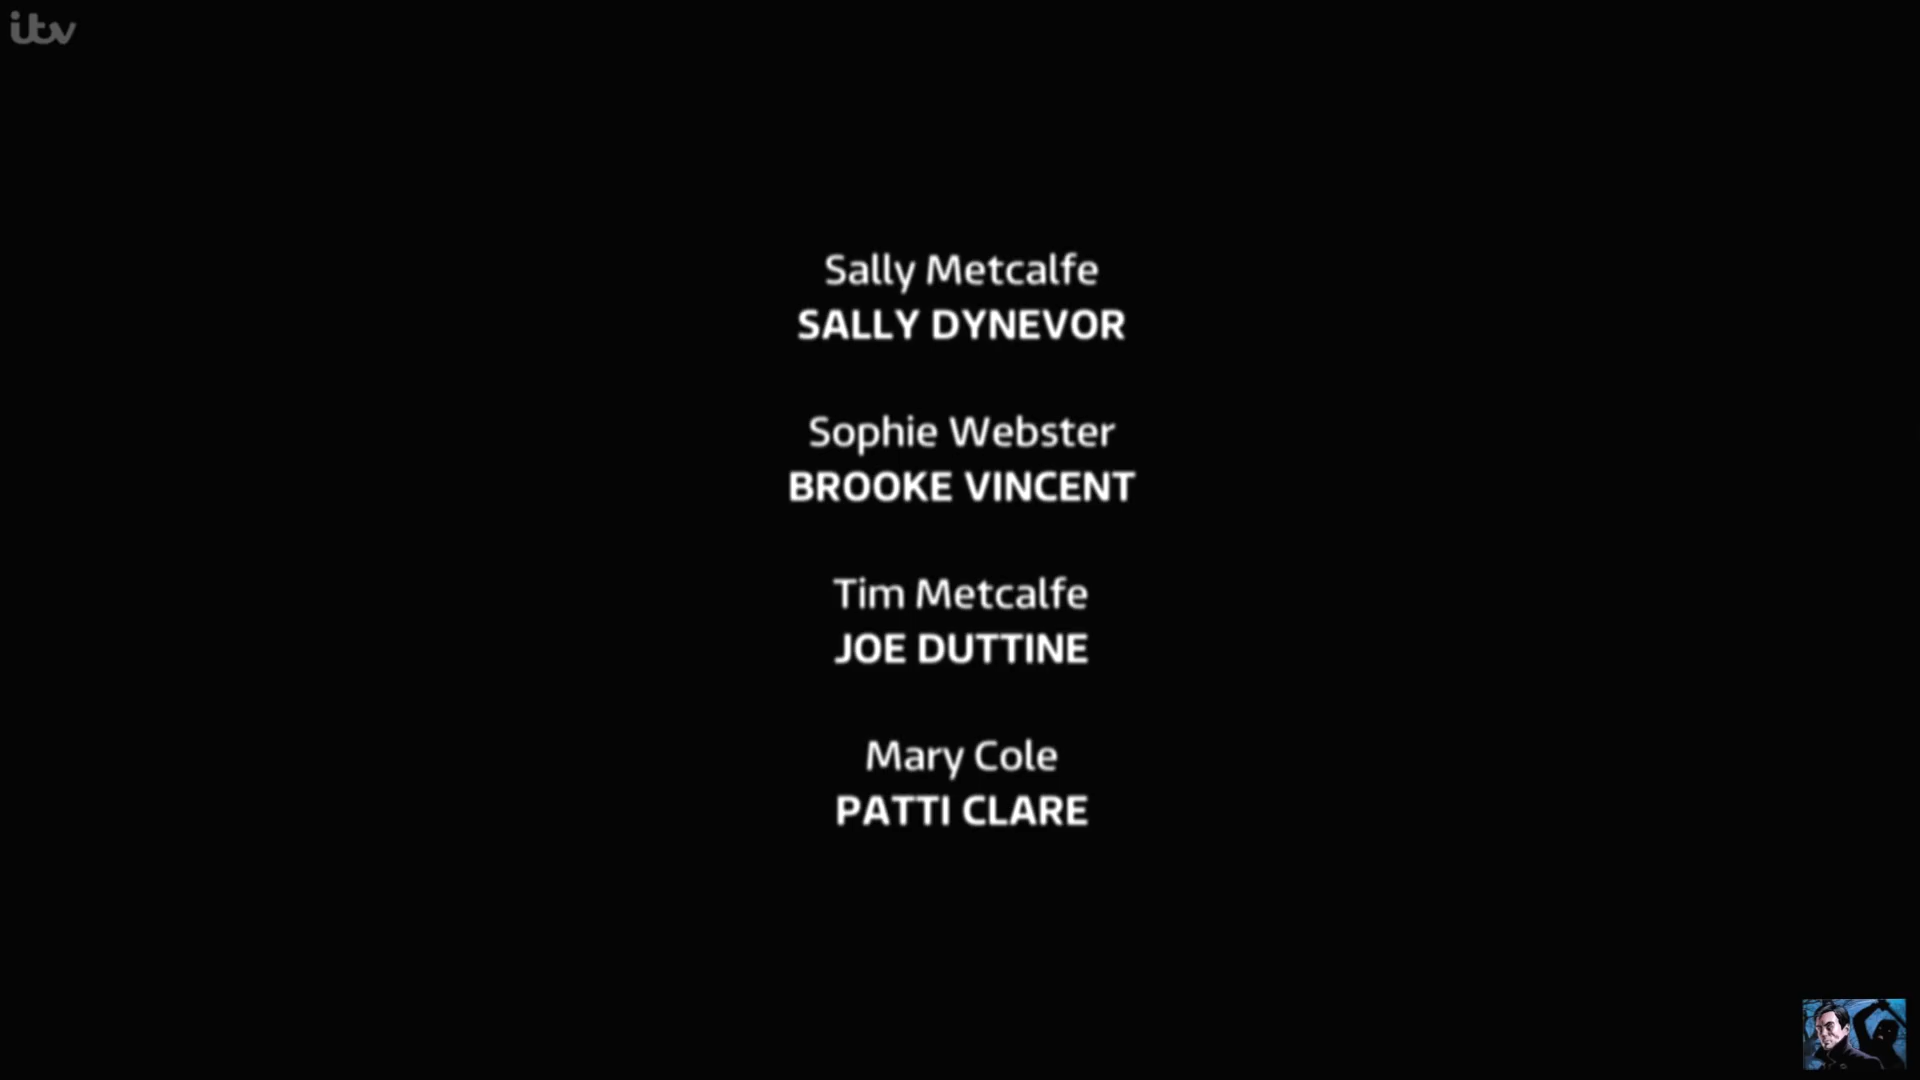 itv
Sally Metcalfe
SALLY DYNEVOR
Sophie Webster
BROOKE VINCENT
Tim Metcalfe
JOE DUTTINE
Mary Cole
PATTI CLARE